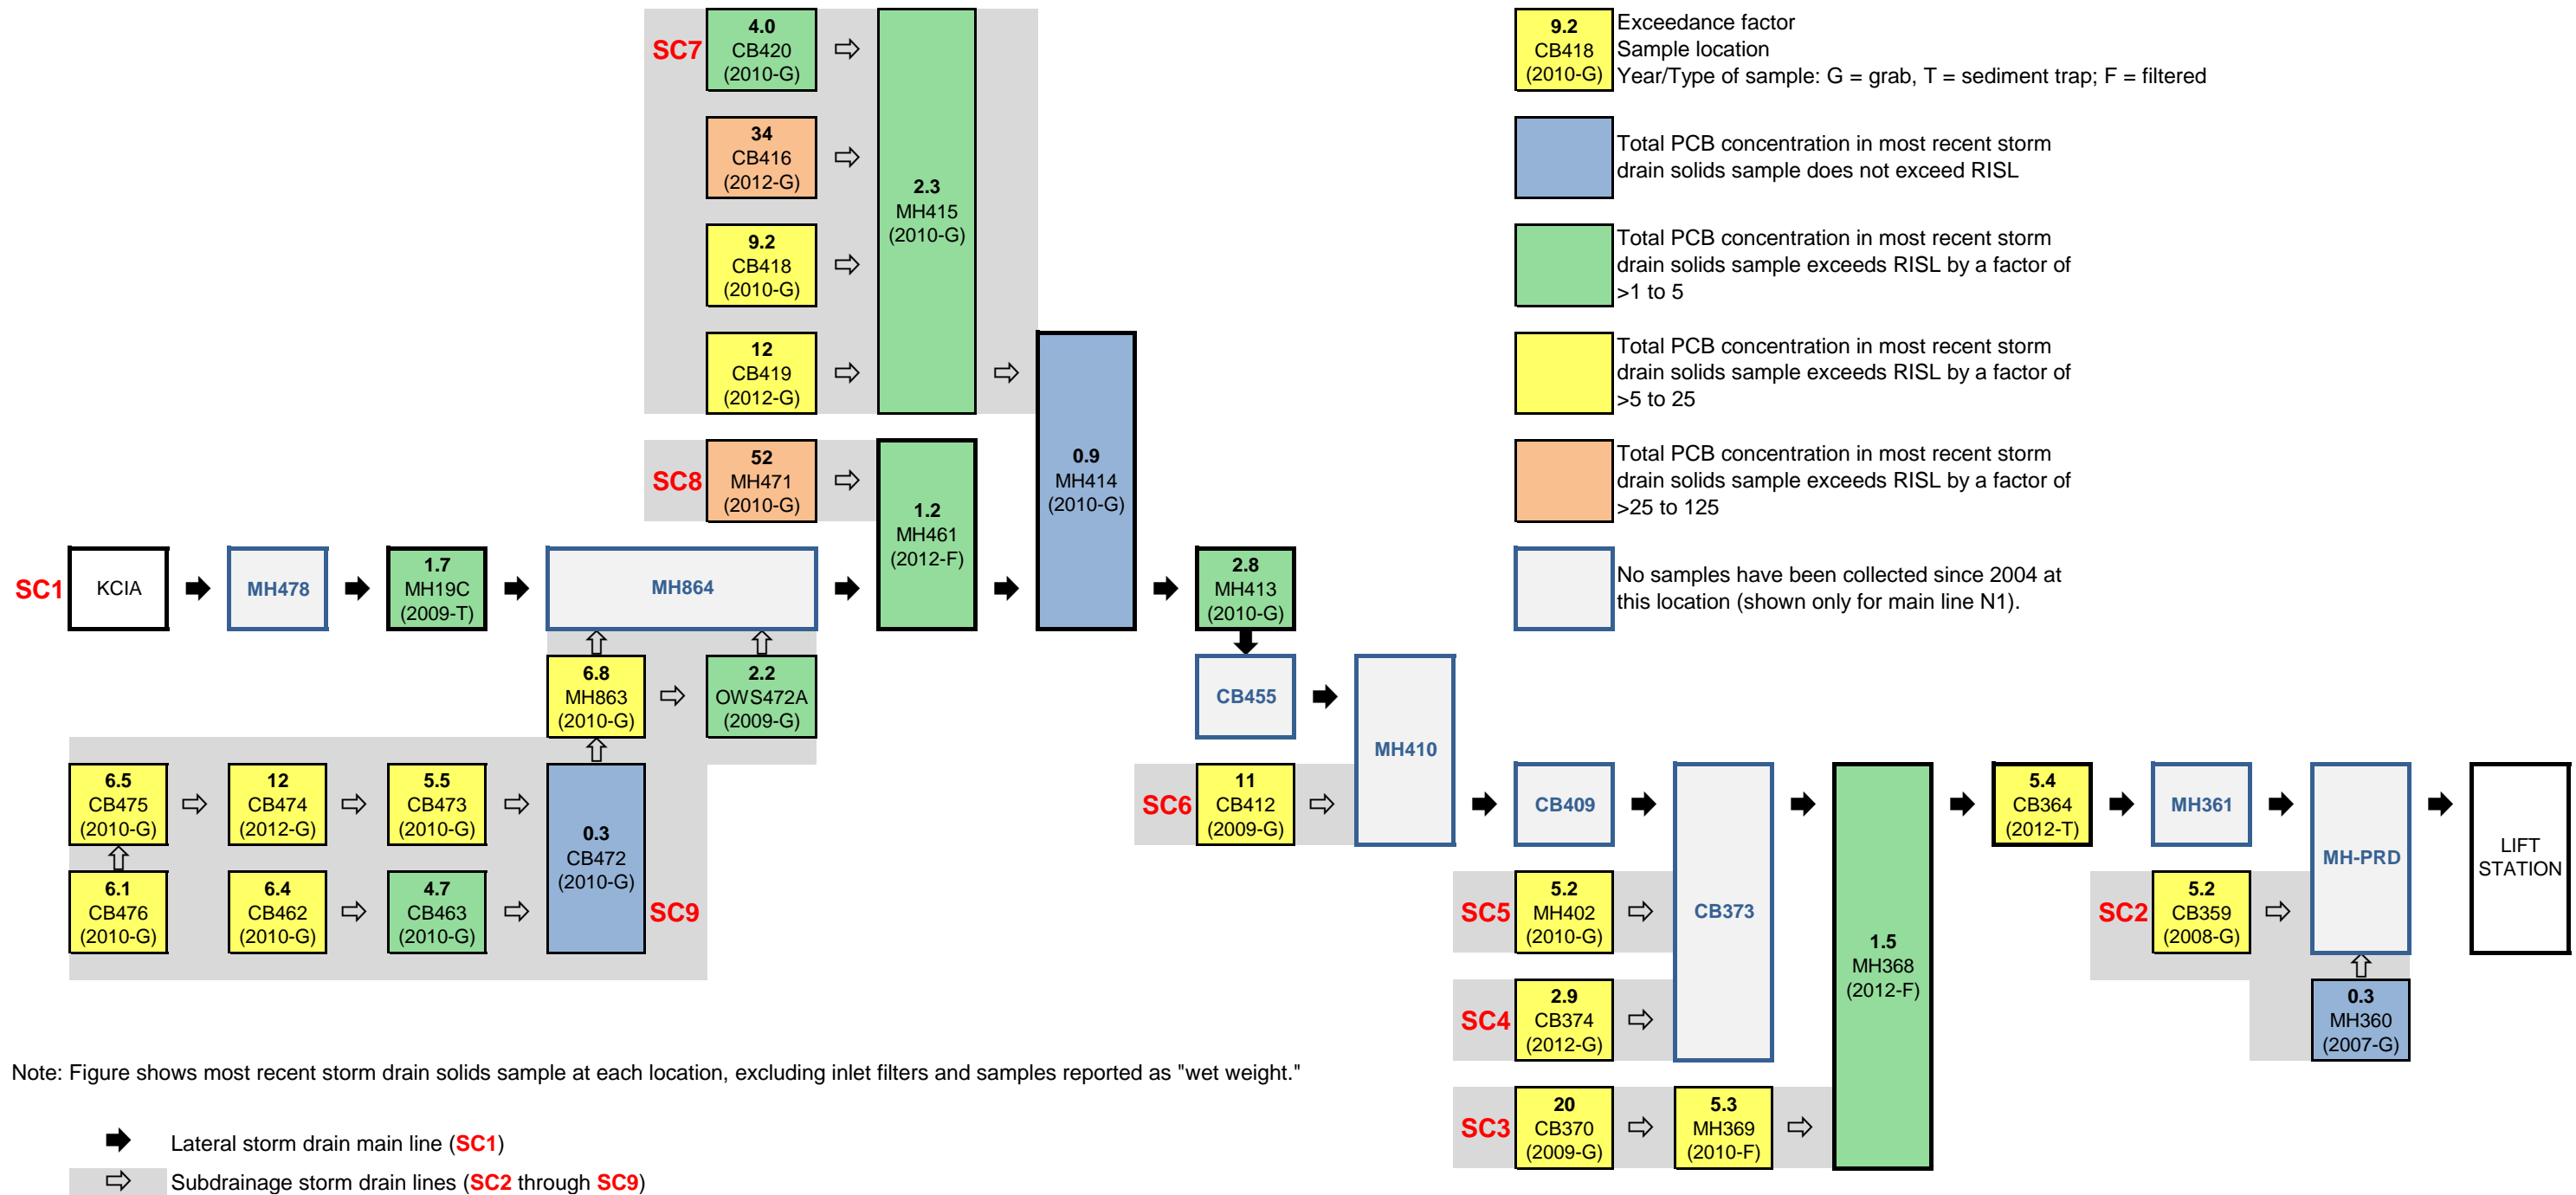 SC7
4.0
CB420
(2010-G)
34
CB416
(2012-G)
9.2
CB418
(2010-G)
12
CB419
(2012-G)
2.3
MH415
(2010-G)
SC8
52
MH471
(2010-G)
1.2
MH461
(2012-F)
0.9
MH414
(2010-G)
SC1
KCIA
MH478
1.7
MH19C
(2009-T)
MH864
2.8
MH413
(2010-G)
6.8
MH863
(2010-G)
2.2
OWS472A
(2009-G)
CB455
MH410
6.5
CB475
(2010-G)
12
CB474
(2012-G)
5.5
CB473
(2010-G)
0.3
CB472
(2010-G)
6.1
CB476
(2010-G)
6.4
CB462
(2010-G)
4.7
CB463
(2010-G)
SC9
SC6
11
CB412
(2009-G)
CB409
CB373
1.5
MH368
(2012-F)
5.4
CB364
(2012-T)
MH361
MH-PRD
LIFT
STATION
SC5
5.2
MH402
(2010-G)
SC2
5.2
CB359
(2008-G)
SC4
2.9
CB374
(2012-G)
0.3
MH360
(2007-G)
SC3
20
CB370
(2009-G)
5.3
MH369
(2010-F)
9.2
CB418
(2010-G)
Exceedance factor
Sample location
Year/Type of sample: G = grab, T = sediment trap; F = filtered
Total PCB concentration in most recent storm
drain solids sample does not exceed RISL
Total PCB concentration in most recent storm
drain solids sample exceeds RISL by a factor of
>1 to 5
Total PCB concentration in most recent storm
drain solids sample exceeds RISL by a factor of
>5 to 25
Total PCB concentration in most recent storm
drain solids sample exceeds RISL by a factor of
>25 to 125
No samples have been collected since 2004 at
this location (shown only for main line N1).
Note: Figure shows most recent storm drain solids sample at each location, excluding inlet filters and samples reported as "wet weight."
Lateral storm drain main line (SC1)
Subdrainage storm drain lines (SC2 through SC9)